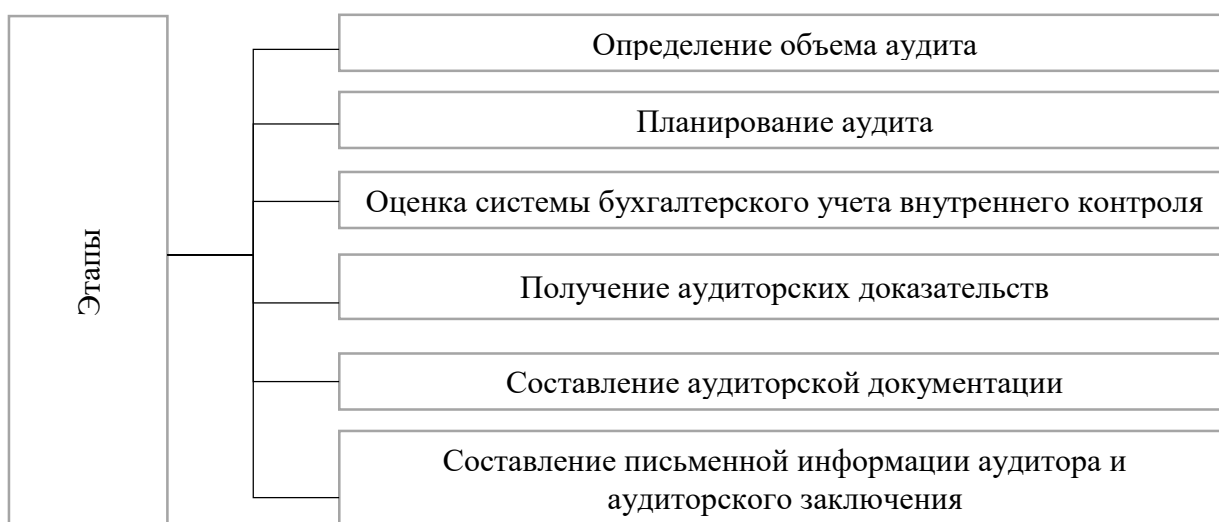 Этапы
Определение объема аудита
Планирование аудита
Оценка системы бухгалтерского учета внутреннего контроля
Получение аудиторских доказательств
Составление аудиторской документации
Составление письменной информации аудитора и
аудиторского заключения